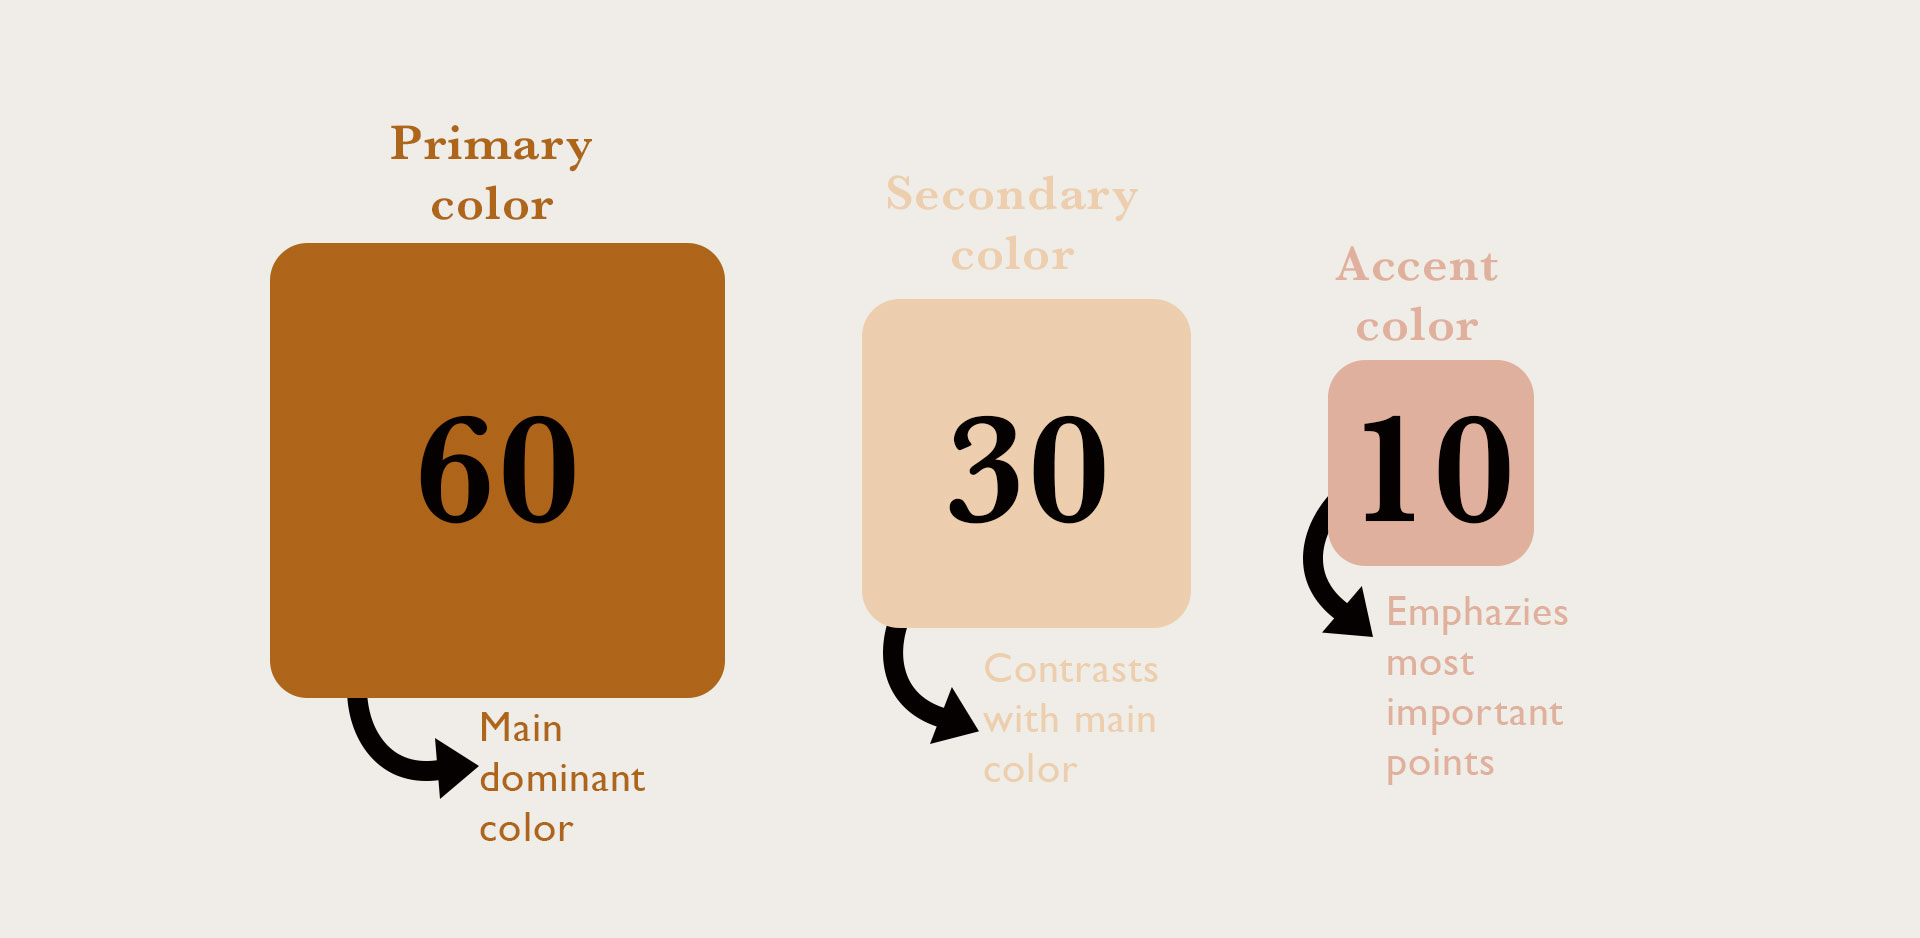 Primary
color
60
Main
dominant
color
Secondary
color
30
Contrasts
with main
color
Accent
color
10
Emphazies
most
important
points